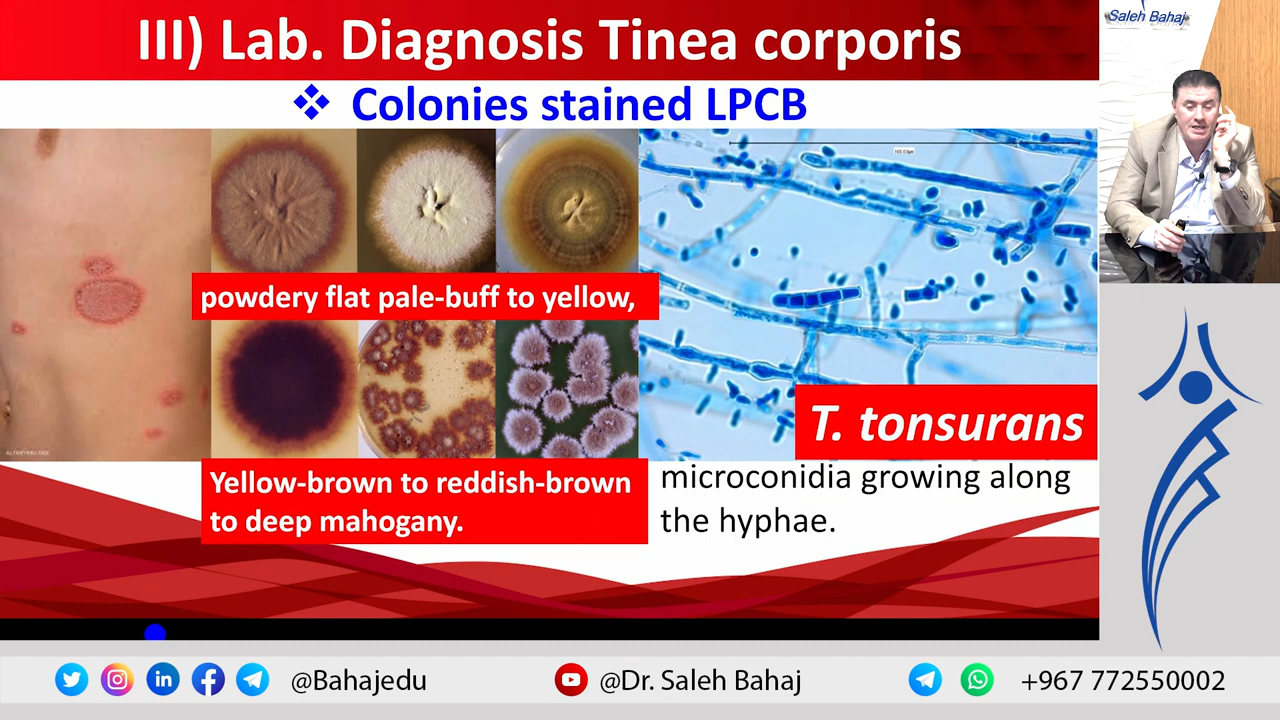 III) Lab. Diagnosis Tinea corporis
Saleh Bahaj
❖ Colonies stained LPCB
powdery flat pale-buff to yellow,
T. tonsurans
Yellow-brown to reddish-brown
to deep mahogany.
microconidia growing along
the hyphae.
@Bahajedu
@Dr. Saleh Bahaj
+967 772550002